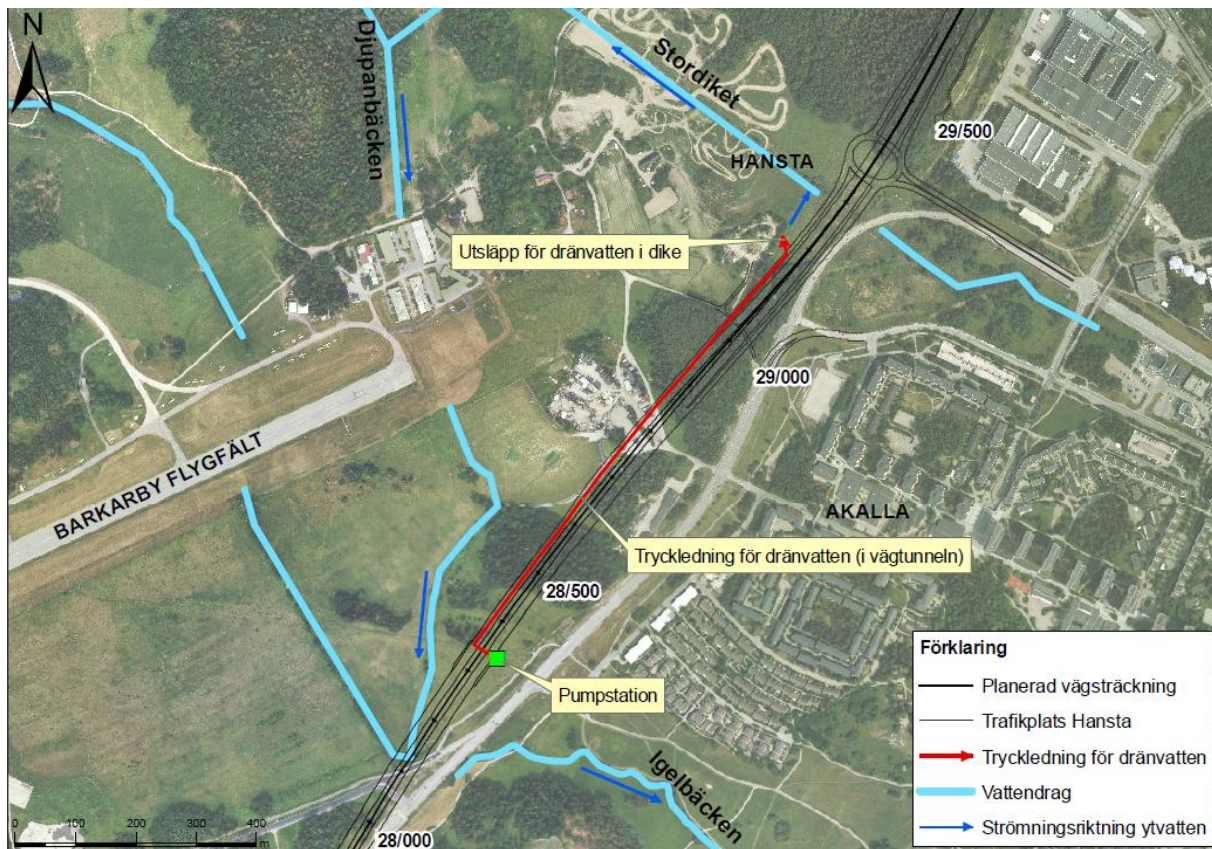 N
Djupanbäcken
Stordiket
29/500
HANSTA
Utsläpp för dränvatten i dike
29/000
BARKARBY FLYGFÄLT
AKALLA
Tryckledning för dränvatten (i vägtunneln)
28/500
Pumpstation
Igelbäcken
28/000
0 100 200 300 400
m
Förklaring
Planerad vägsträckning
Trafikplats Hansta
Tryckledning för dränvatten
Vattendrag
Strömningsriktning ytvatten